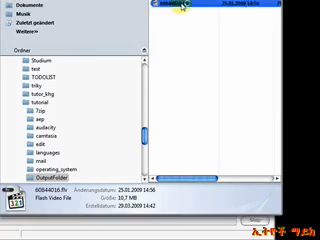 Dokumente
Musik
Zuletzt geändert
Weitere»
25.01.2009 14:56
Ordner
Studium
test
TODOLIST
triky
tutor_khg
tutorial
7zip
aep
audacity
camtasia
edit
languages
mail
operating_system
OutputFolder
60844016.flv
Änderungsdatum: 25.01.2009 14:56
Flash Video File
Größe: 10,7 MB
Erstelldatum: 29.03.2009 14:42
Stop